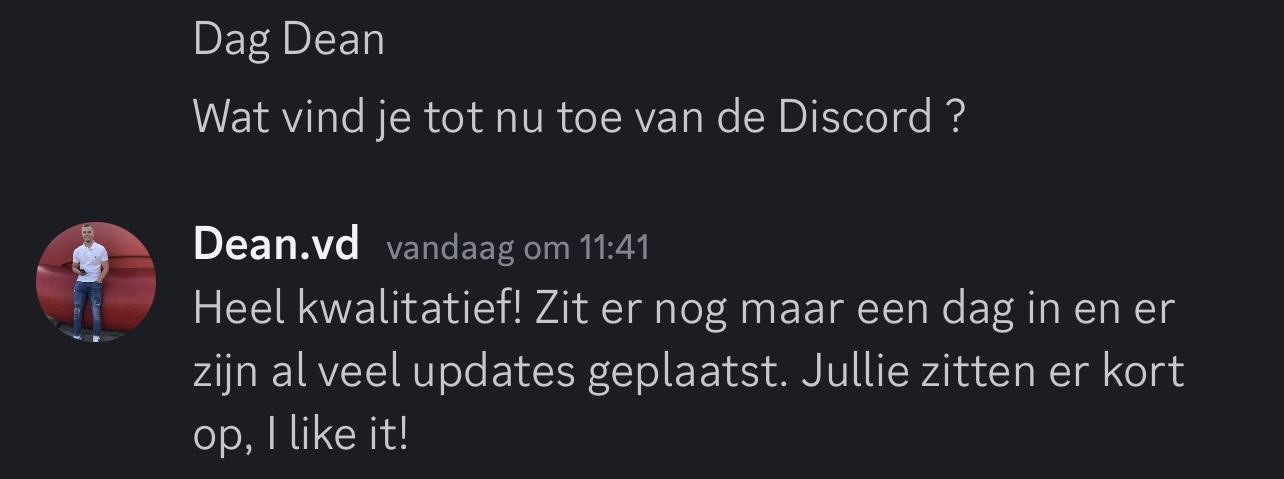 Dag Dean
Wat vind je tot nu toe van de Discord ?
Dean.vd vandaag om 11:41
Heel kwalitatief! Zit er nog maar een dag in en er
zijn al veel updates geplaatst. Jullie zitten er kort
op, I like it!